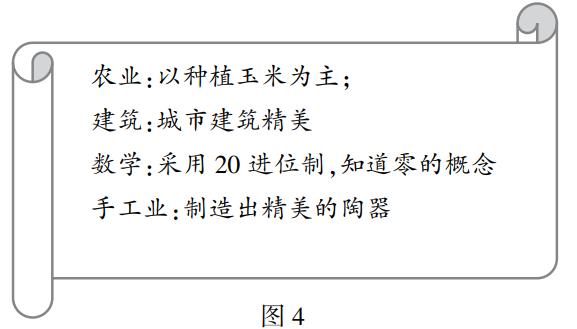 农业:以种植玉米为主;
建筑:城市建筑精美
数学:采用 20 进位制,知道零的概念
手工业:制造出精美的陶器
图 4